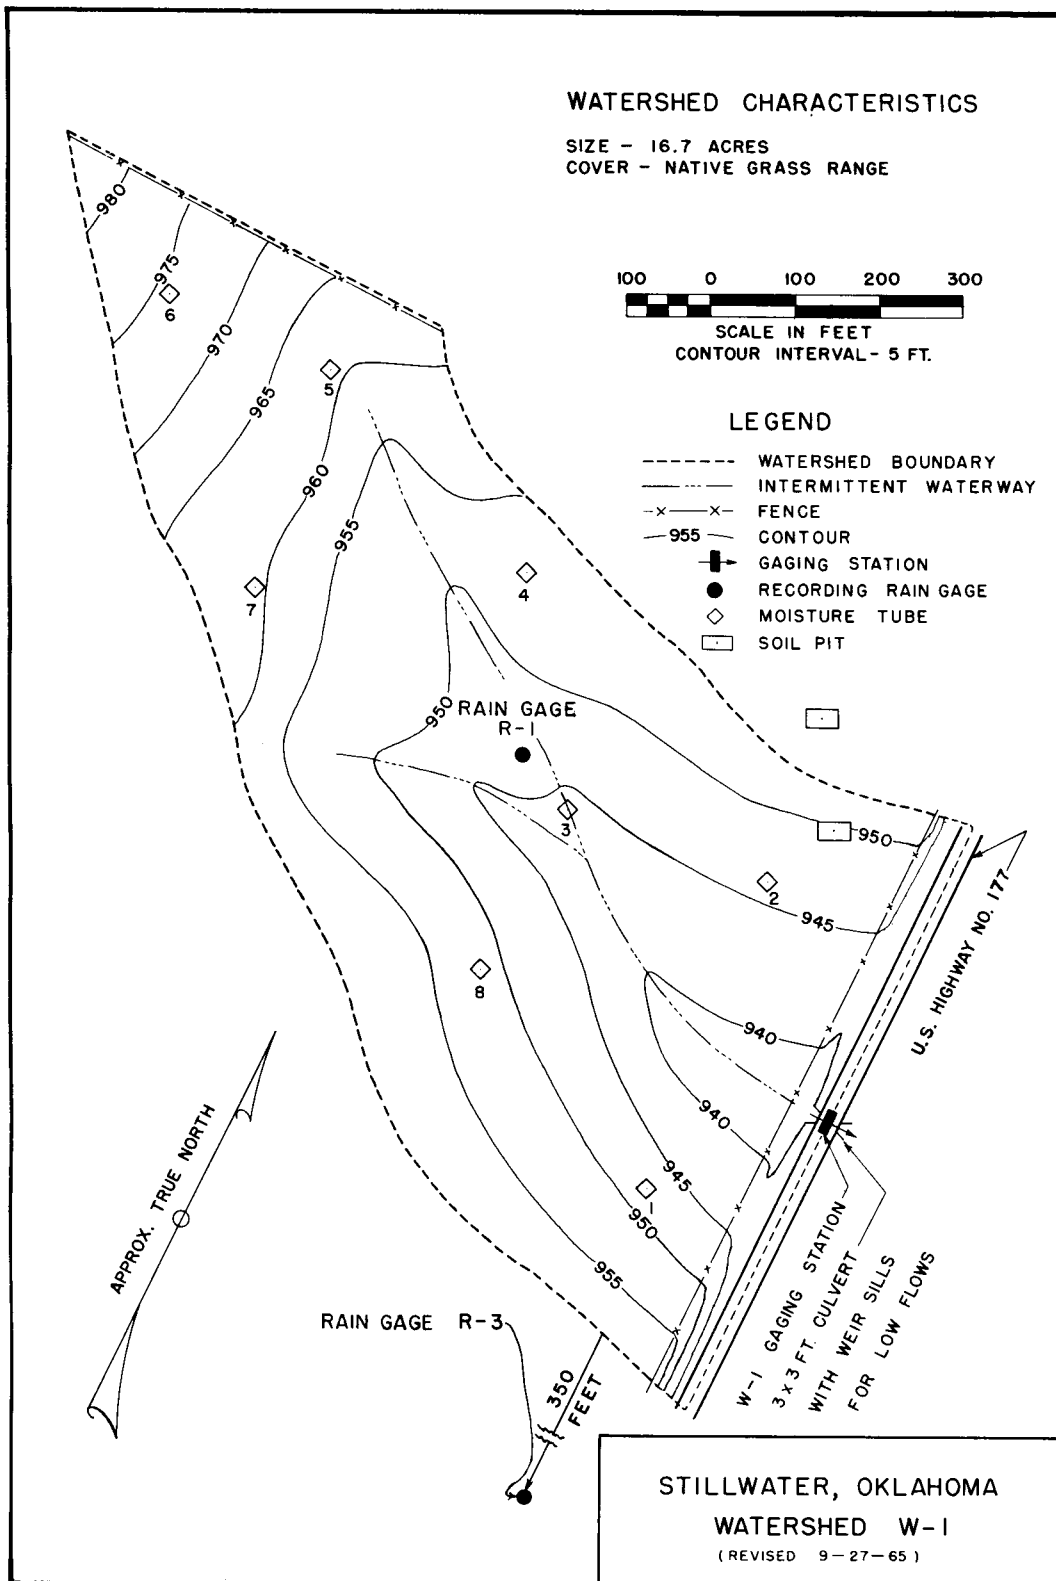 WATERSHED CHARACTERISTICS
SIZE - 16.7 ACRES
COVER - NATIVE GRASS RANGE
100 0 100 200 300
SCALE IN FEET
CONTOUR INTERVAL - 5 FT.
LEGEND
WATERSHED BOUNDARY
INTERMITTENT WATERWAY
FENCE
955 CONTOUR
GAGING STATION
RECORDING RAIN GAGE
MOISTURE TUBE
SOIL PIT
980
975
6
970
965
5
960
955
7
4
950
RAIN GAGE
R-1
3
950
2
945
8
940
940
945
1
950
955
U.S. HIGHWAY NO. 177
APPROX. TRUE NORTH
RAIN GAGE R-3
350
FEET
W-1 GAGING STATION
3 x 3 FT. CULVERT
WITH WEIR SILLS
FOR LOW FLOWS
STILLWATER, OKLAHOMA
WATERSHED W-1
(REVISED 9-27-65)